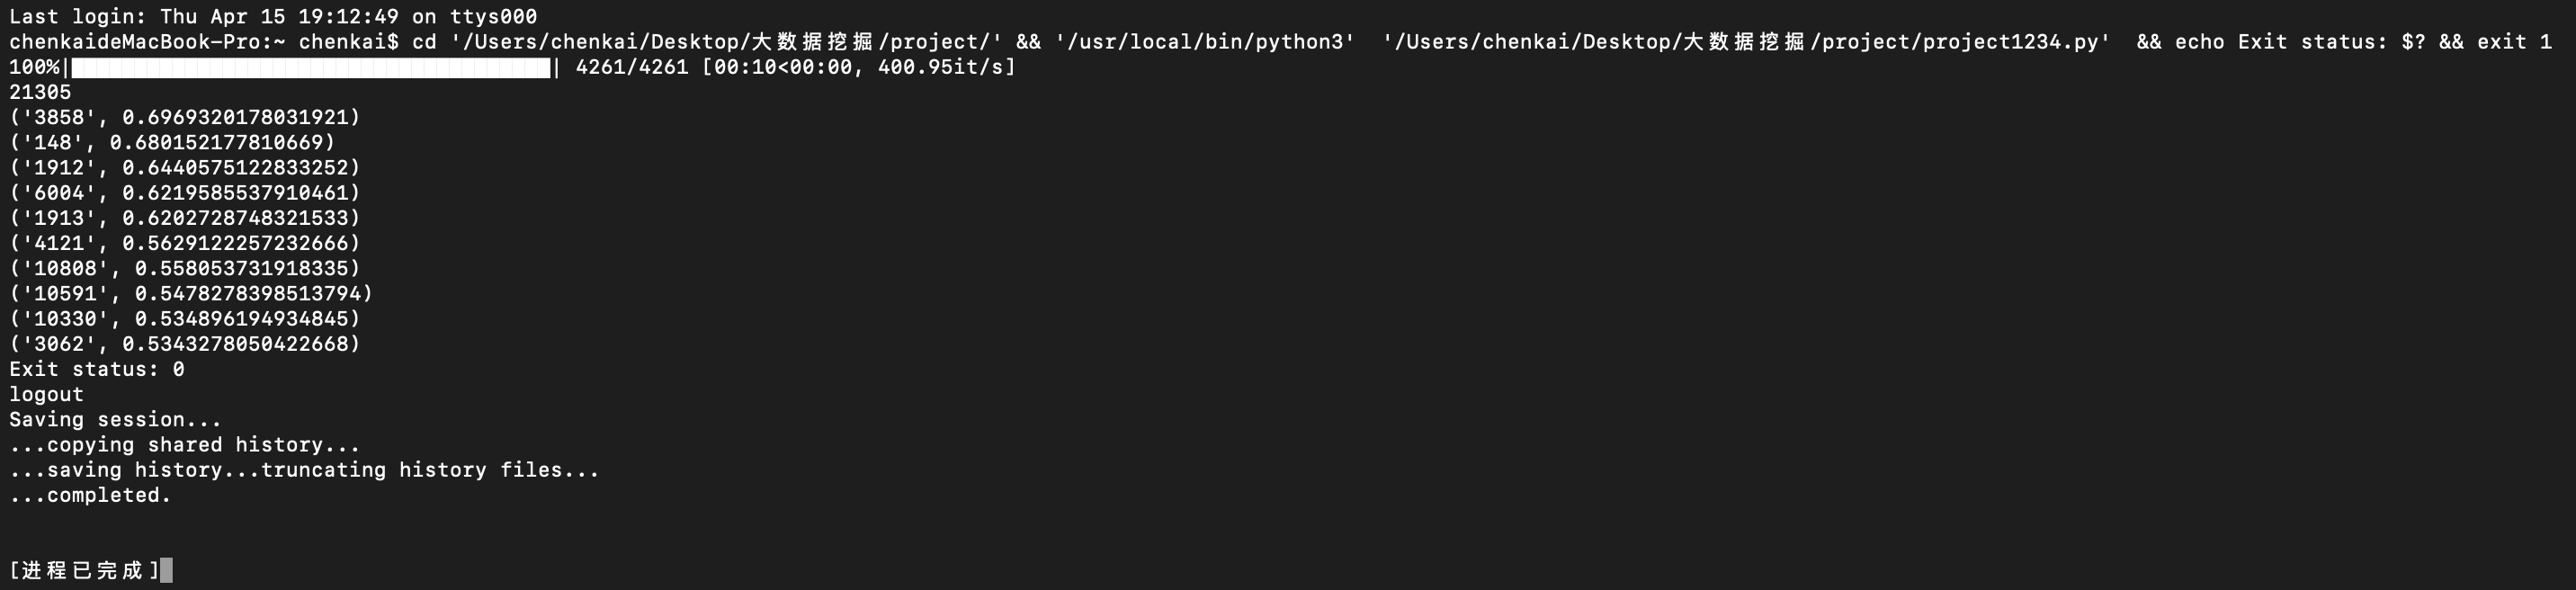 Last login: Thu Apr 15 19:12:49 on ttys000
chenkaideMacBook-Pro:~ chenkai$ cd '/Users/chenkai/Desktop/大数据挖掘/project/' && '/usr/local/bin/python3'  '/Users/chenkai/Desktop/大数据挖掘/project/project1234.py'  && echo Exit status: $? && exit 1
100%|██████████████████████████████████████| 4261/4261 [00:10<00:00, 400.95it/s]
21305
('3858', 0.6969320178031921)
('148', 0.680152177810669)
('1912', 0.6440575122833252)
('6004', 0.6219585537910461)
('1913', 0.6202728748321533)
('4121', 0.5629122257232666)
('10808', 0.558053731918335)
('10591', 0.5478278398513794)
('10330', 0.534896194934845)
('3062', 0.5343278050422668)
Exit status: 0
logout
Saving session...
...copying shared history...
...saving history...truncating history files...
...completed.
[进程已完成]